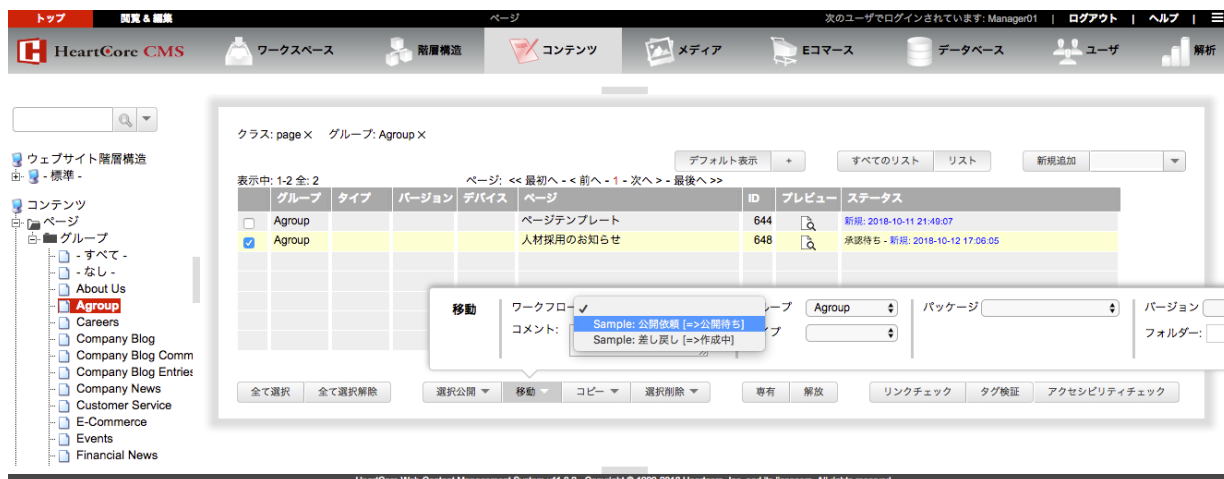 トップ 閲覧 & 編集 ページ 次のユーザでログインされています: Manager01 | ログアウト | ヘルプ |
HeartCore CMS ワークスペース 階層構造 コンテンツ メディア Eコマース データベース ユーザ 解析
クラス: page × グループ: Agroup ×
デフォルト表示 + すべてのリスト リスト 新規追加
表示中: 1-2 全: 2 ページ: << 最初へ - < 前へ - 1 - 次へ > - 最後へ >>
グループ タイプ バージョン デバイス ページ ID プレビュー ステータス
Agroup ページテンプレート 644 新規: 2018-10-11 21:49:07
Agroup 人材採用のお知らせ 648 承認待ち - 新規: 2018-10-12 17:06:05
ウェブサイト階層構造
- 標準 -
コンテンツ
ページ
グループ
- すべて -
- なし -
About Us
Agroup
Careers
Company Blog
Company Blog Comm
Company Blog Entries
Company News
Customer Service
E-Commerce
Events
Financial News
移動 ワークフロー ループ Agroup パッケージ バージョン
Sample: 公開依頼 [=>公開待ち]
コメント: イプ フォルダー:
Sample: 差し戻し [=>作成中]
全て選択 全て選択解除 選択公開 移動 コピー 選択削除 専有 解放 リンクチェック タグ検証 アクセシビリティチェック